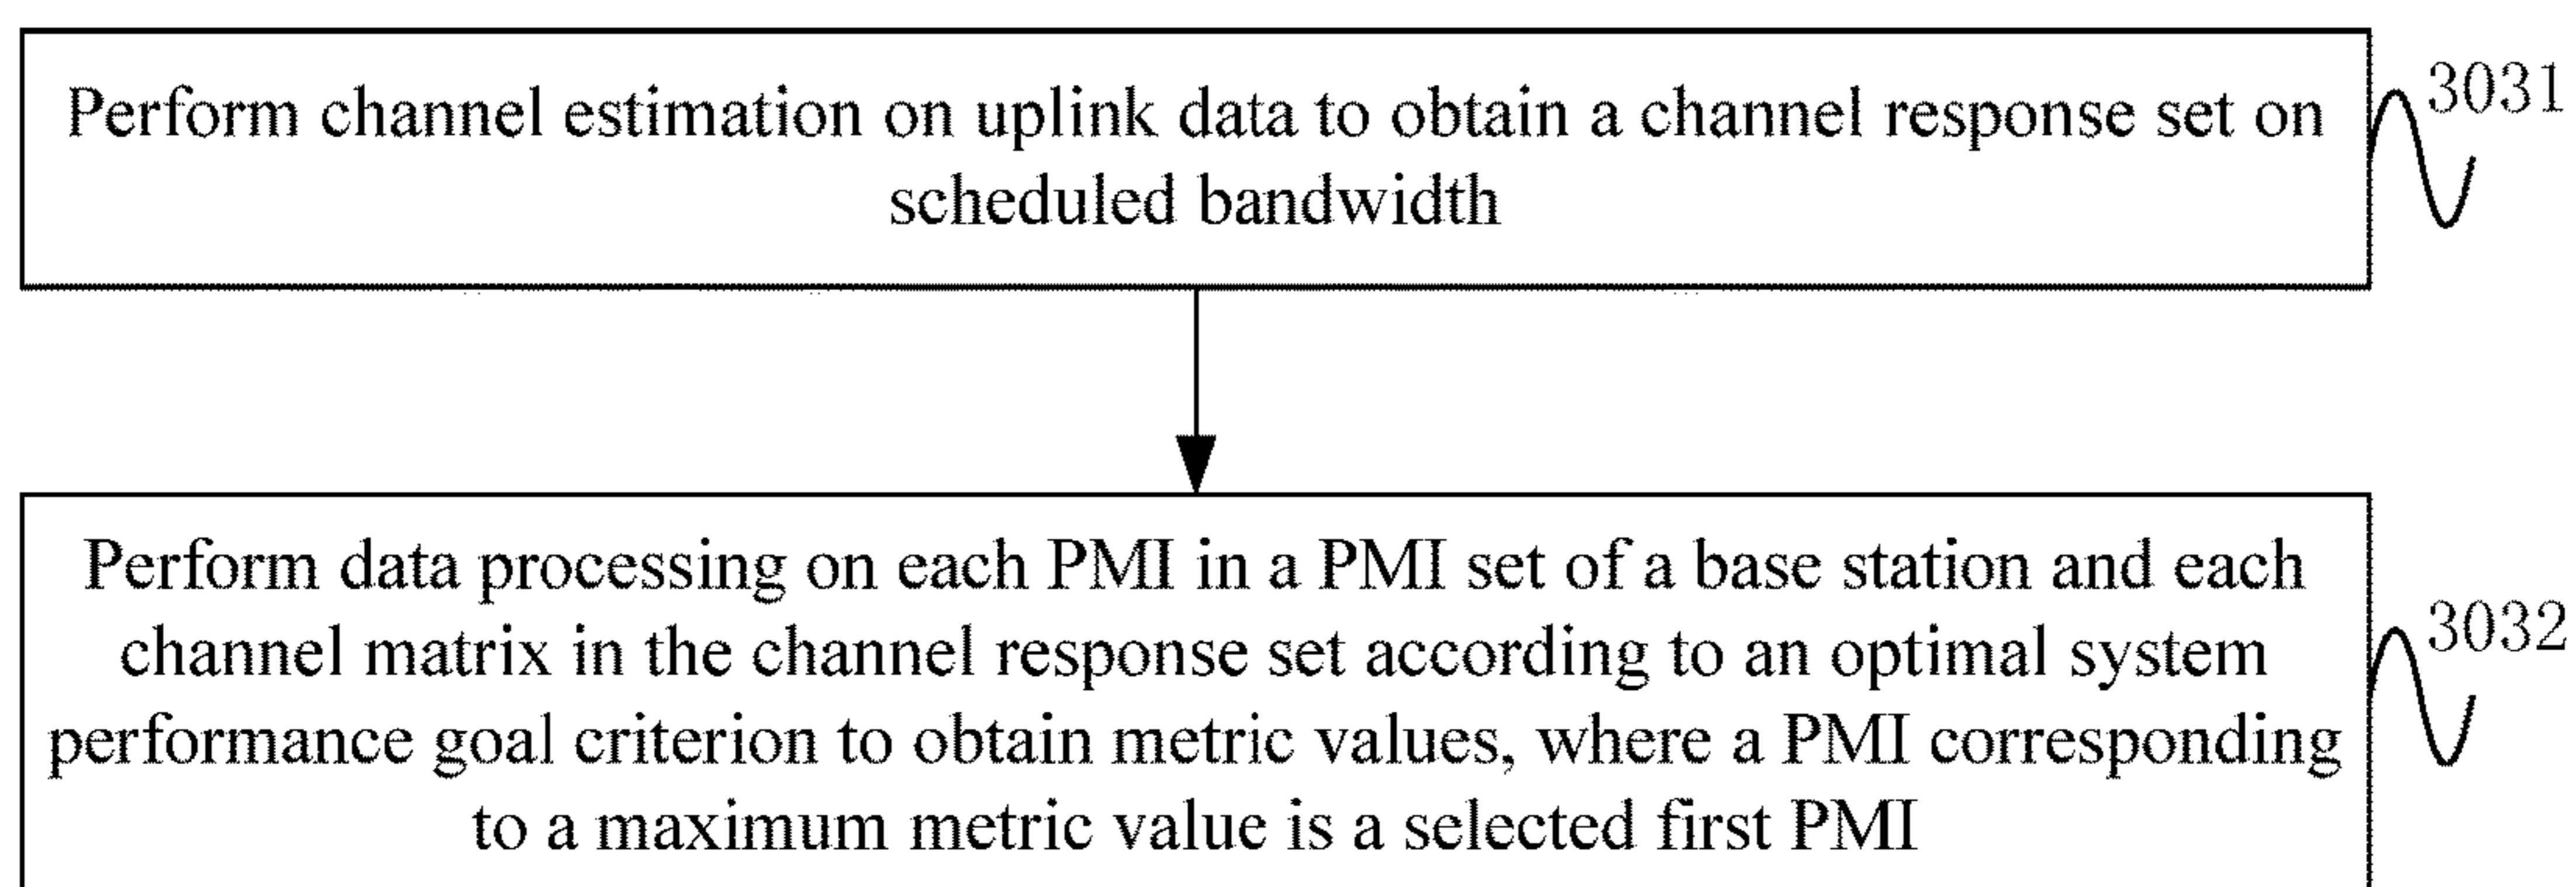 Perform channel estimation on uplink data to obtain a channel response set on
scheduled bandwidth
3031
Perform data processing on each PMI in a PMI set of a base station and each
channel matrix in the channel response set according to an optimal system
performance goal criterion to obtain metric values, where a PMI corresponding
to a maximum metric value is a selected first PMI
3032